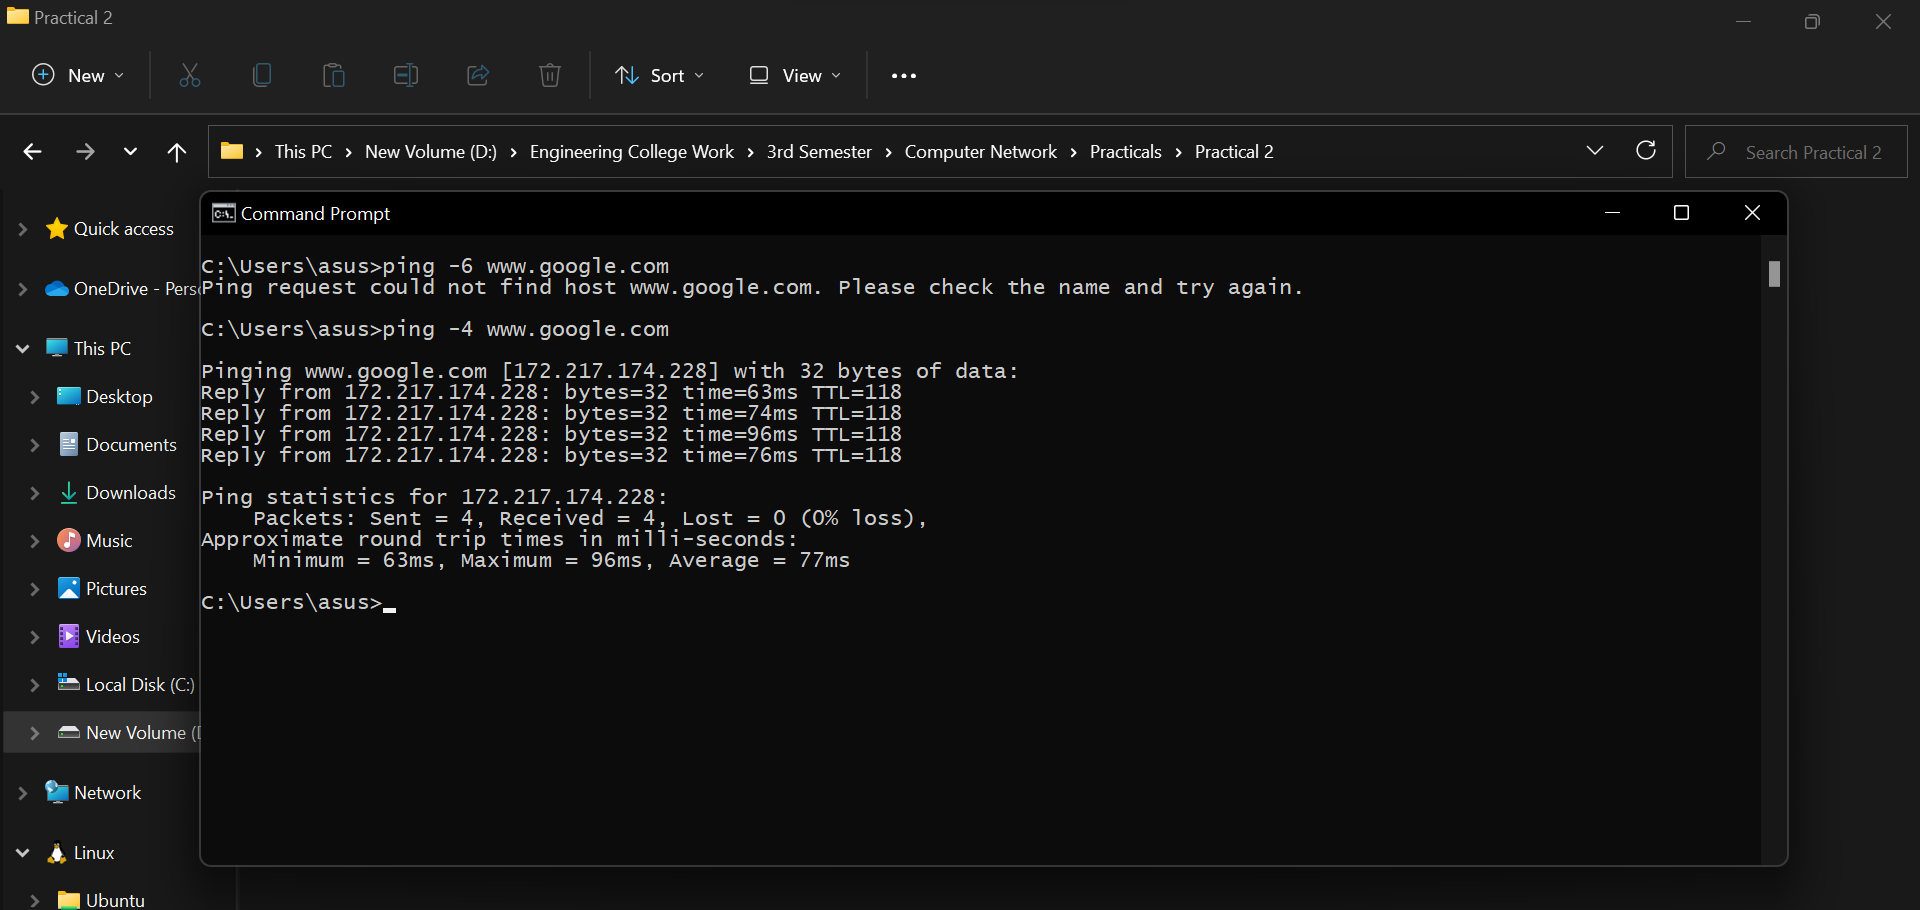 Practical 2
New
Sort
View
This PC > New Volume (D:) > Engineering College Work > 3rd Semester > Computer Network > Practicals > Practical 2
Search Practical 2
Quick access
OneDrive - Pers
This PC
Desktop
Documents
Downloads
Music
Pictures
Videos
Local Disk (C:)
New Volume (
Network
Linux
Ubuntu
Command Prompt
C:\Users\asus>ping -6 www.google.com
Ping request could not find host www.google.com. Please check the name and try again.
C:\Users\asus>ping -4 www.google.com
Pinging www.google.com [172.217.174.228] with 32 bytes of data:
Reply from 172.217.174.228: bytes=32 time=63ms TTL=118
Reply from 172.217.174.228: bytes=32 time=74ms TTL=118
Reply from 172.217.174.228: bytes=32 time=96ms TTL=118
Reply from 172.217.174.228: bytes=32 time=76ms TTL=118
Ping statistics for 172.217.174.228:
Packets: Sent = 4, Received = 4, Lost = 0 (0% loss),
Approximate round trip times in milli-seconds:
Minimum = 63ms, Maximum = 96ms, Average = 77ms
C:\Users\asus>